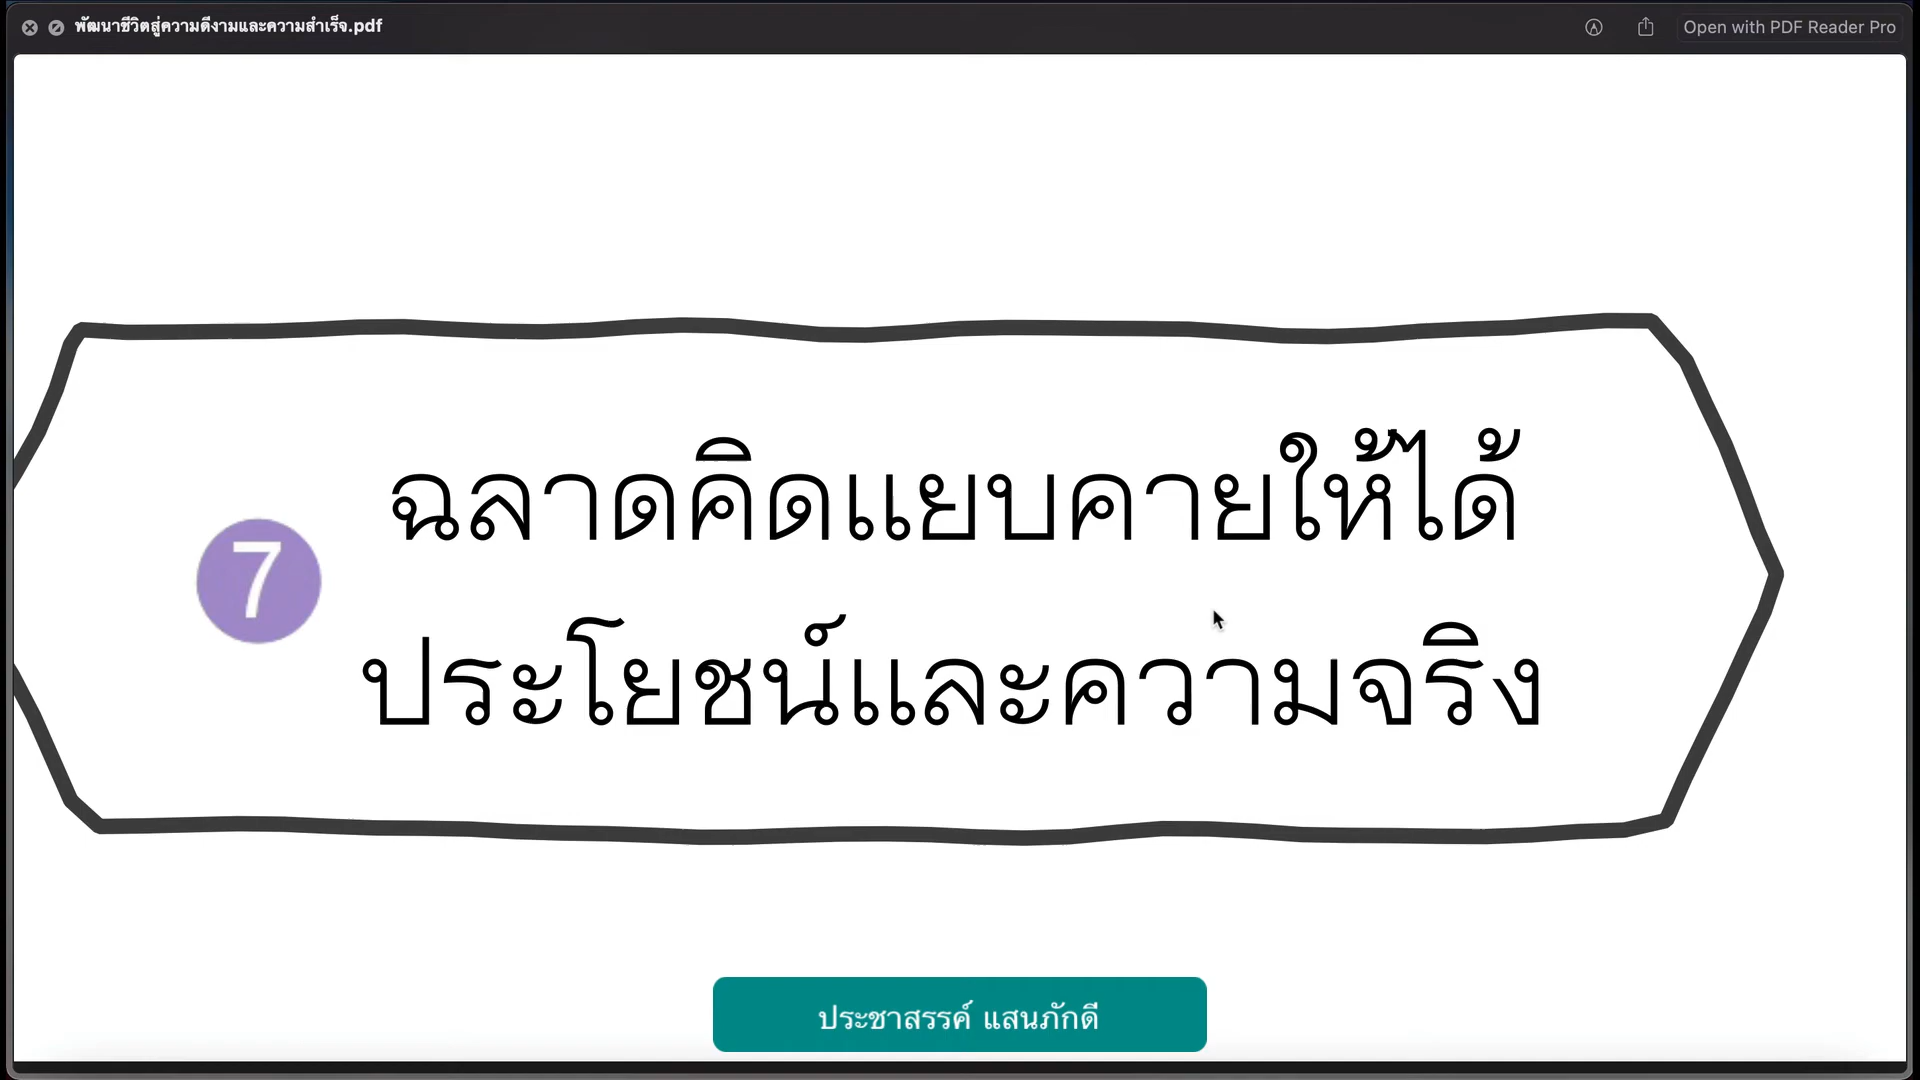 พัฒนาชีวิตสู่ความดีงามและความสำเร็จ.pdf
Open with PDF Reader Pro
7
ฉลาดคิดแยบคายให้ได้
ประโยชน์และความจริง
ประชาสรรค์ แสนภักดี